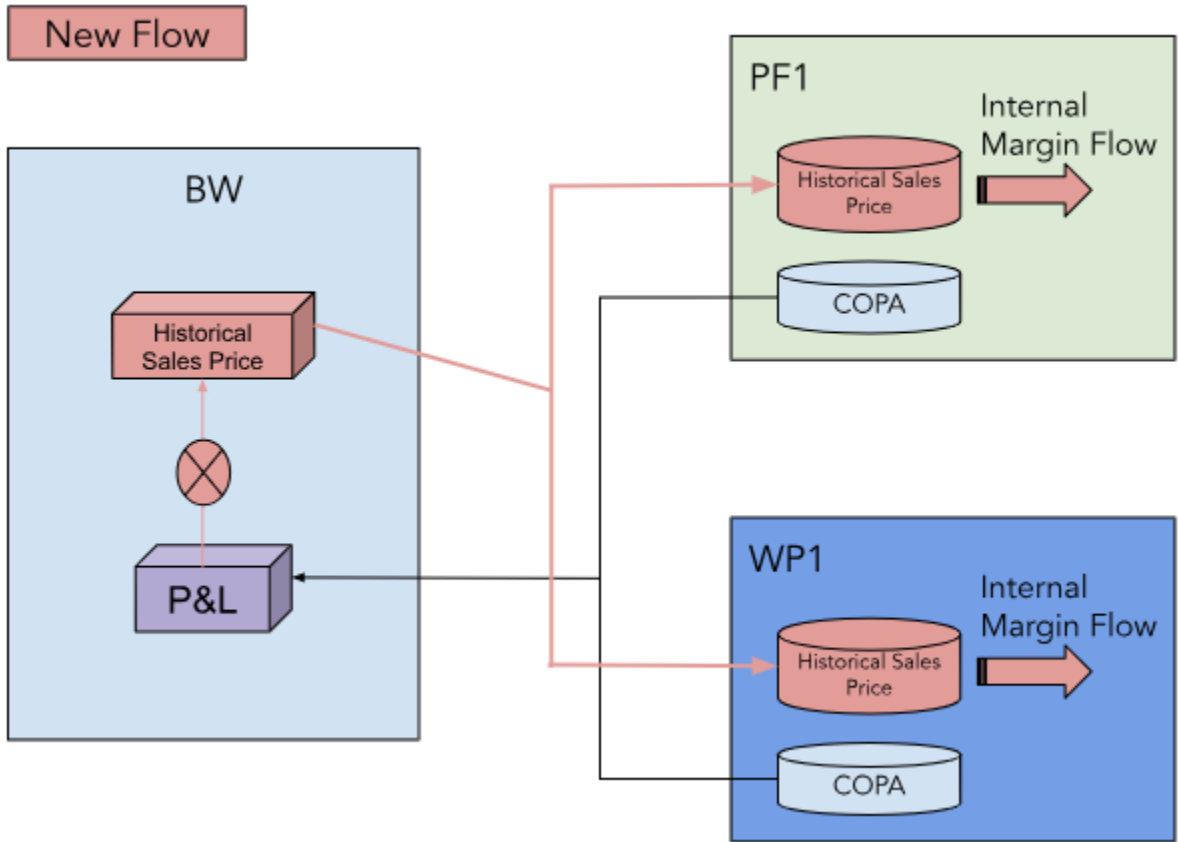 New Flow
BW
Historical
Sales Price
P&L
PF1
Internal
Margin Flow
Historical Sales
Price
COPA
WP1
Internal
Margin Flow
Historical Sales
Price
COPA